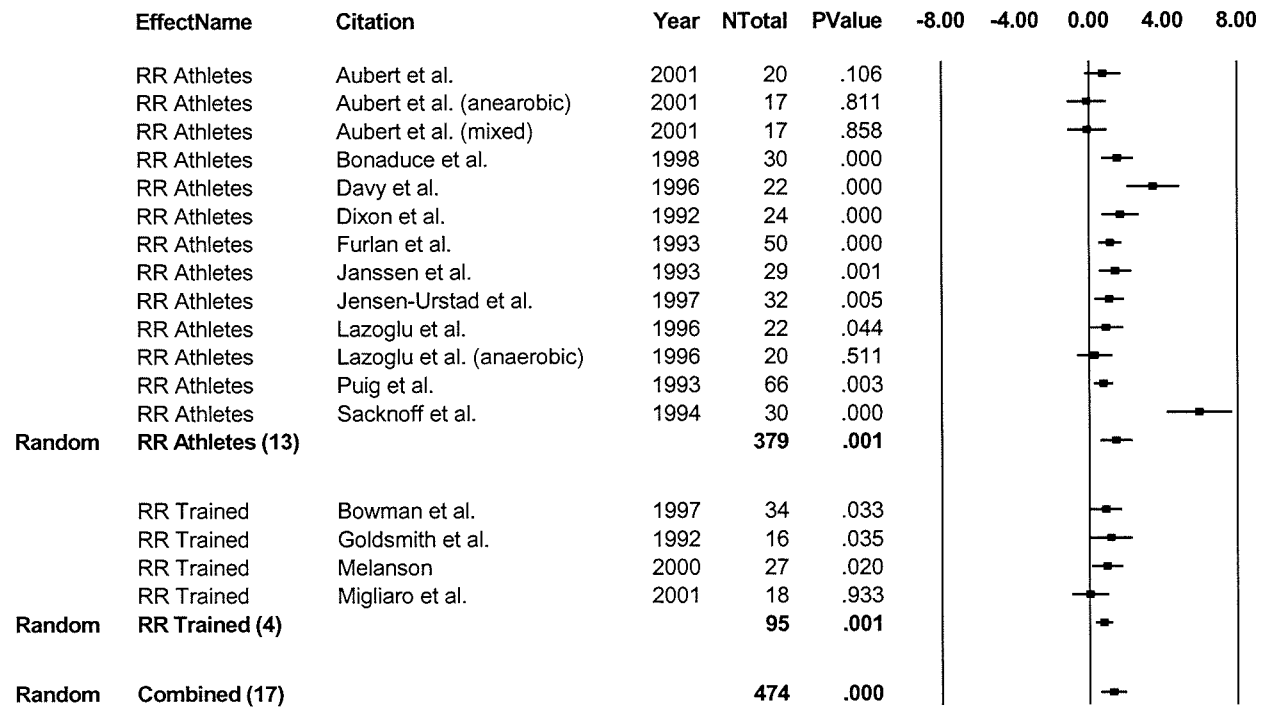 EffectName Citation Year NTotal PValue -8.00 -4.00 0.00 4.00 8.00
RR Athletes Aubert et al. 2001 20 .106
RR Athletes Aubert et al. (anearobic) 2001 17 .811
RR Athletes Aubert et al. (mixed) 2001 17 .858
RR Athletes Bonaduce et al. 1998 30 .000
RR Athletes Davy et al. 1996 22 .000
RR Athletes Dixon et al. 1992 24 .000
RR Athletes Furlan et al. 1993 50 .000
RR Athletes Janssen et al. 1993 29 .001
RR Athletes Jensen-Urstad et al. 1997 32 .005
RR Athletes Lazoglu et al. 1996 22 .044
RR Athletes Lazoglu et al. (anaerobic) 1996 20 .511
RR Athletes Puig et al. 1993 66 .003
RR Athletes Sacknoff et al. 1994 30 .000
Random RR Athletes (13) 379 .001
RR Trained Bowman et al. 1997 34 .033
RR Trained Goldsmith et al. 1992 16 .035
RR Trained Melanson 2000 27 .020
RR Trained Migliaro et al. 2001 18 .933
Random RR Trained (4) 95 .001
Random Combined (17) 474 .000